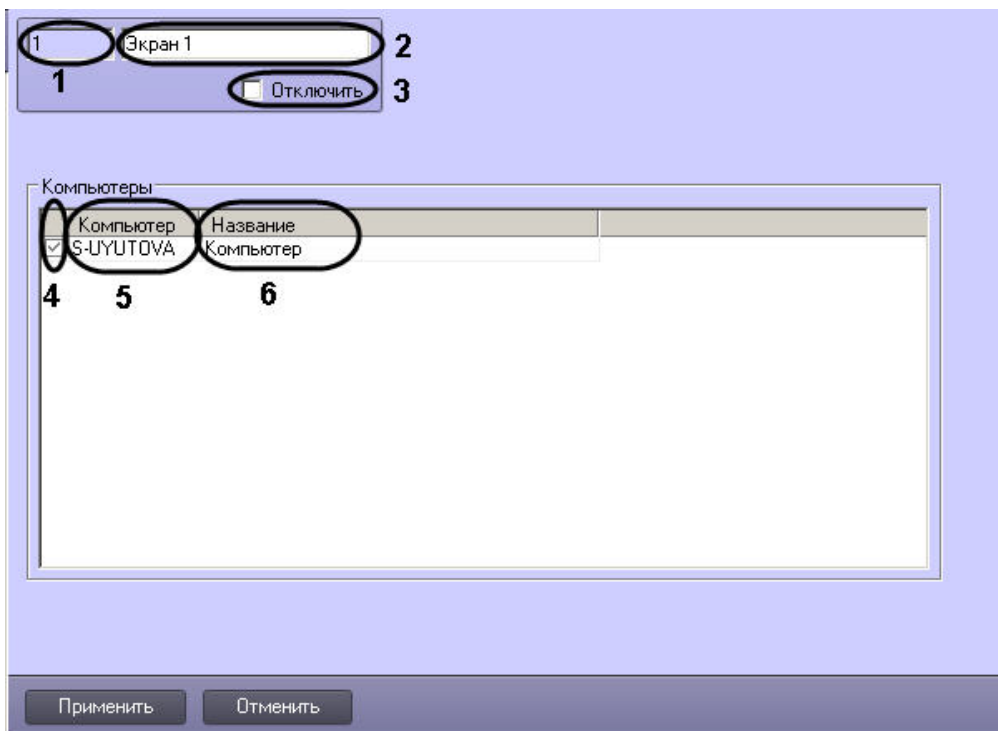 1 Экран 1 2
1 Отключить 3
Компьютеры
Компьютер Название
S-UYUTOVA Компьютер
4 5 6
Применить Отменить